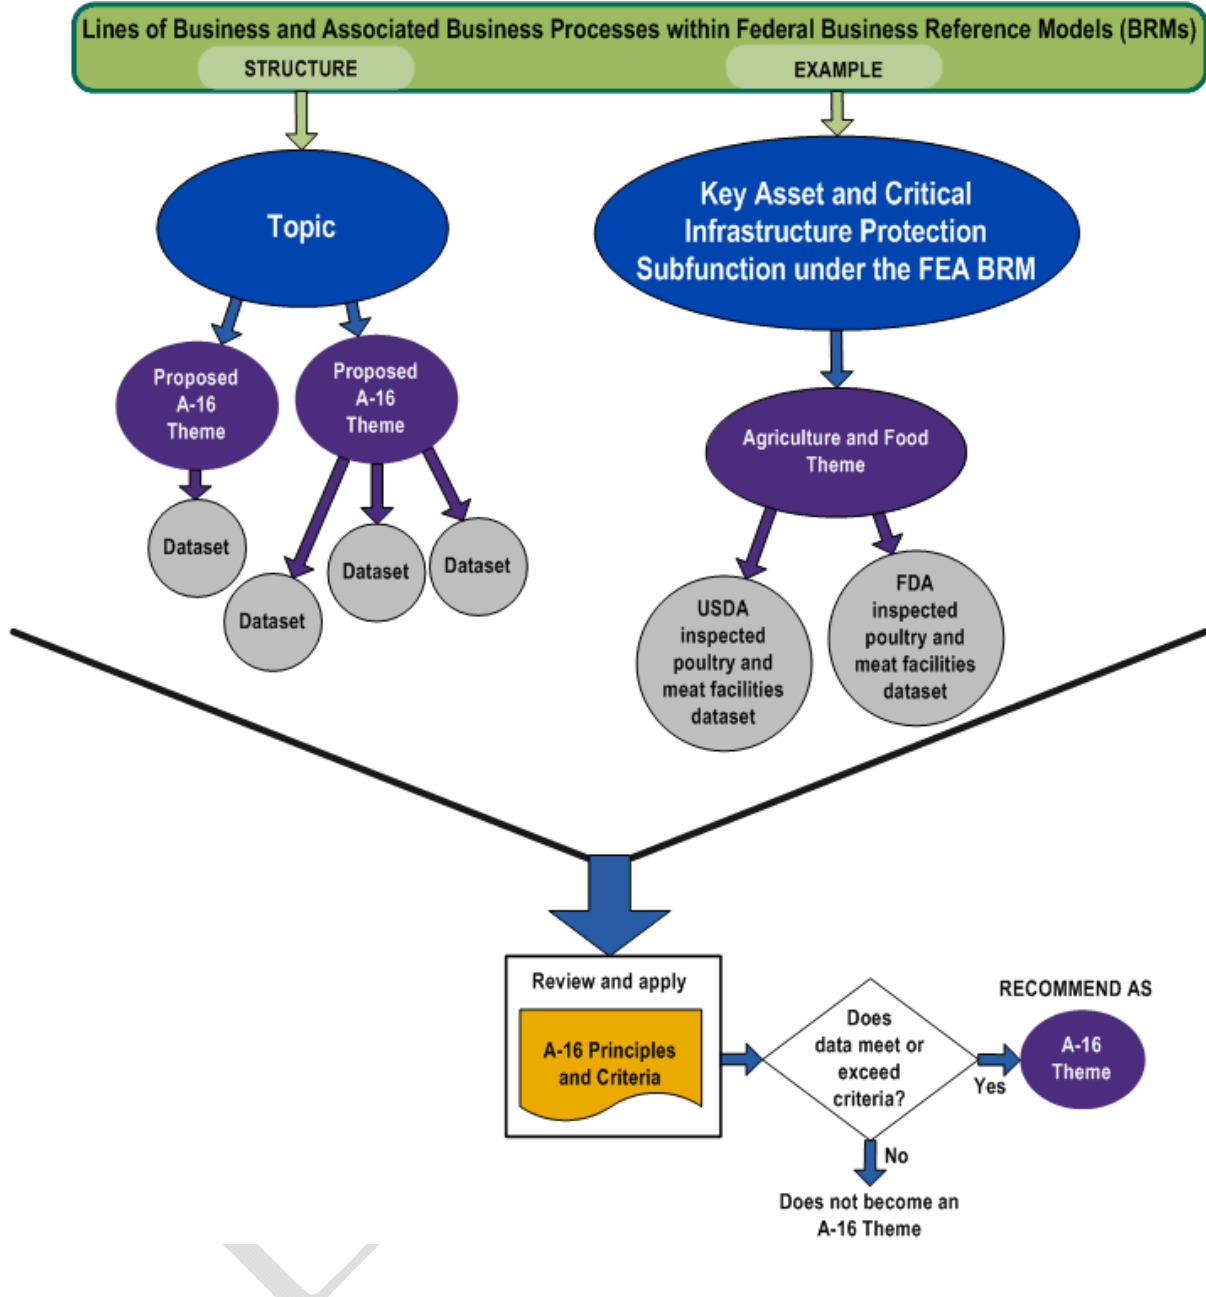 Lines of Business and Associated Business Processes within Federal Business Reference Models (BRMs)
STRUCTURE
EXAMPLE
Topic
Key Asset and Critical
Infrastructure Protection
Subfunction under the FEA BRM
Proposed
A-16
Theme
Proposed
A-16
Theme
Agriculture and Food
Theme
Dataset
Dataset
Dataset
Dataset
USDA
inspected
poultry and
meat facilities
dataset
FDA
inspected
poultry and
meat facilities
dataset
Review and apply
A-16 Principles
and Criteria
Does
data meet or
exceed
criteria?
Yes
RECOMMEND AS
A-16
Theme
No
Does not become an
A-16 Theme